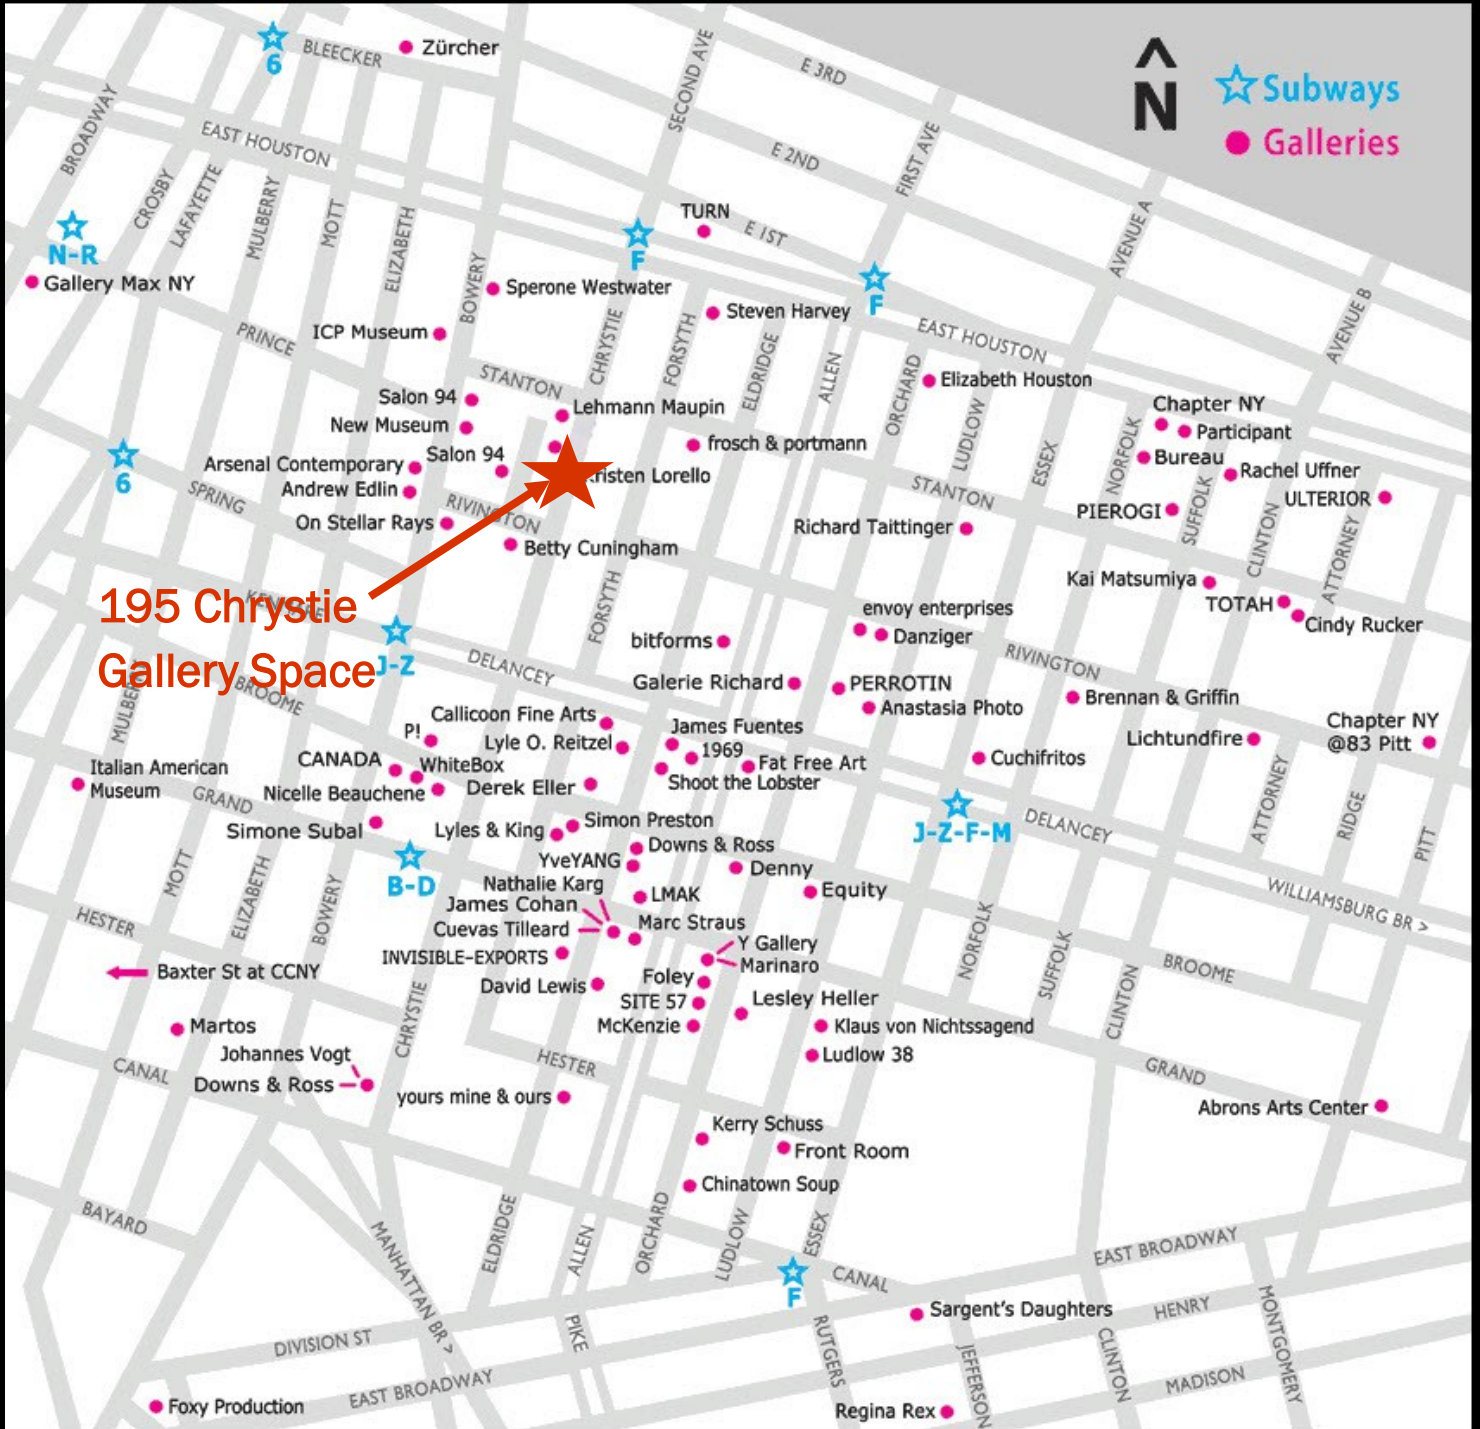 BLEECKER
Zürcher
6
E 3RD
SECOND AVE
N
Subways
Galleries
BROADWAY
EAST HOUSTON
E 2ND
FIRST AVE
CROSBY
LAFAYETTE
MULBERRY
MOTT
ELIZABETH
TURN
E 1ST
AVENUE A
N-R
F
F
Gallery Max NY
BOWERY
Sperone Westwater
Steven Harvey
AVENUE B
PRINCE
ICP Museum
CHRYSTIE
FORSYTH
ELDRIDGE
ALLEN
EAST HOUSTON
STANTON
ORCHARD
Elizabeth Houston
Salon 94
Lehmann Maupin
LUDLOW
Chapter NY
New Museum
frosch & portmann
NORFOLK
Participant
Arsenal Contemporary
Salon 94
Bureau
Rachel Uffner
6
Andrew Edlin
risten Lorello
ESSEX
SPRING
STANTON
ULTERIOR
RIVINGTON
PIEROGI
SUFFOLK
On Stellar Rays
Richard Taittinger
CLINTON
ATTORNEY
Betty Cuningham
Kai Matsumiya
195 Chrystie
Gallery Space
FORSYTH
envoy enterprises
TOTAH
Cindy Rucker
bitforms
Danziger
J-Z
DELANCEY
RIVINGTON
MULBERRY
BROOME
Galerie Richard
PERROTIN
Brennan & Griffin
Callicoon Fine Arts
Anastasia Photo
P!
Lyle O. Reitzel
James Fuentes
Lichtundfire
Chapter NY
@83 Pitt
CANADA
WhiteBox
1969
Fat Free Art
Cuchifritos
Italian American
Museum
GRAND
Nicelle Beauchene
Derek Eller
Shoot the Lobster
ATTORNEY
RIDGE
PITT
Simone Subal
Lyles & King
Simon Preston
J-Z-F-M
DELANCEY
Downs & Ross
B-D
YveYANG
Denny
MOTT
ELIZABETH
BOWERY
Nathalie Karg
LMAK
Equity
WILLIAMSBURG BR >
James Cohan
HESTER
Cuevas Tilleard
Marc Straus
NORFOLK
SUFFOLK
INVISIBLE-EXPORTS
Y Gallery
Marinaro
BROOME
Baxter St at CCNY
David Lewis
Foley
SITE 57
Lesley Heller
CLINTON
CHRYSTIE
McKenzie
Klaus von Nichtssagend
Martos
Johannes Vogt
HESTER
Ludlow 38
CANAL
Downs & Ross
GRAND
yours mine & ours
Abrons Arts Center
Kerry Schuss
Front Room
Chinatown Soup
BAYARD
MANHATTAN BR >
ELDRIDGE
ALLEN
ORCHARD
LUDLOW
ESSEX
EAST BROADWAY
F
CANAL
Sargent's Daughters
HENRY
MONTGOMERY
DIVISION ST
PIKE
RUTGERS
JEFFERSON
CLINTON
EAST BROADWAY
MADISON
Foxy Production
Regina Rex